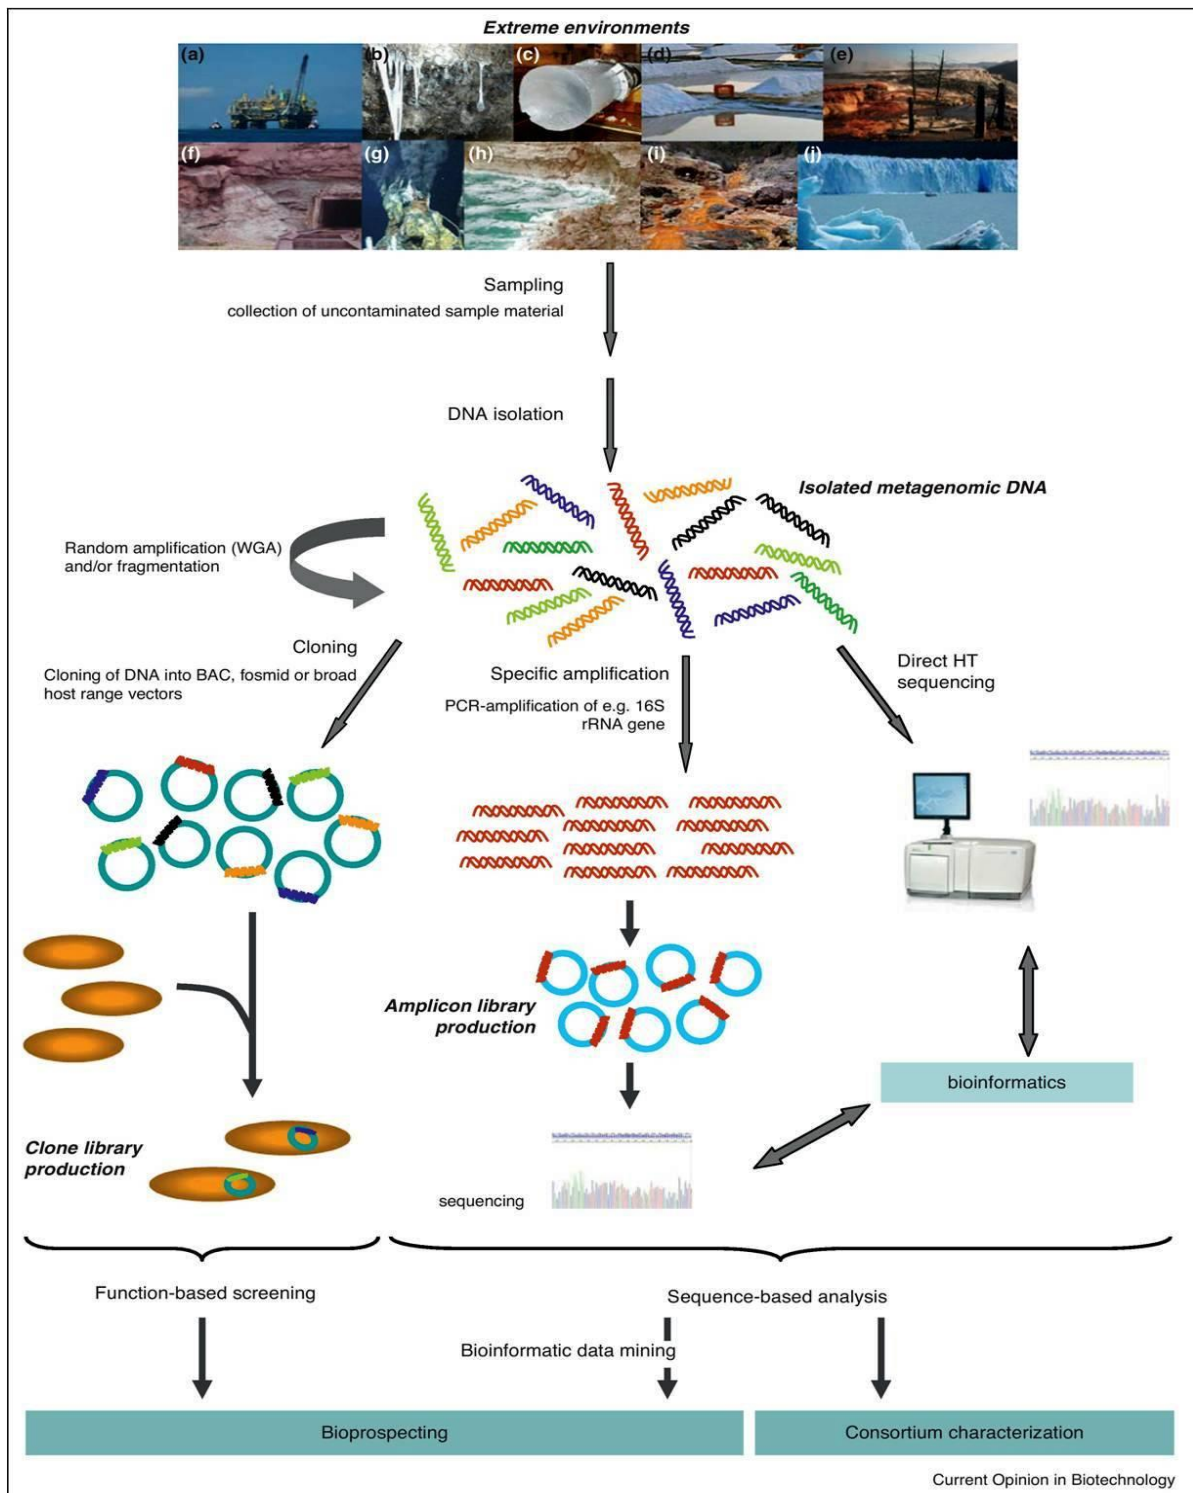 Extreme environments
(a)
(b)
(c)
(d)
(e)
(f)
(g)
(h)
(i)
(j)
Sampling
collection of uncontaminated sample material
DNA isolation
Isolated metagenomic DNA
Random amplification (WGA)
and/or fragmentation
Cloning
Cloning of DNA into BAC, fosmid or broad
host range vectors
Specific amplification
PCR-amplification of e.g. 16S
rRNA gene
Direct HT
sequencing
Amplicon library
production
bioinformatics
Clone library
production
sequencing
Function-based screening
Sequence-based analysis
Bioinformatic data mining
Bioprospecting
Consortium characterization
Current Opinion in Biotechnology